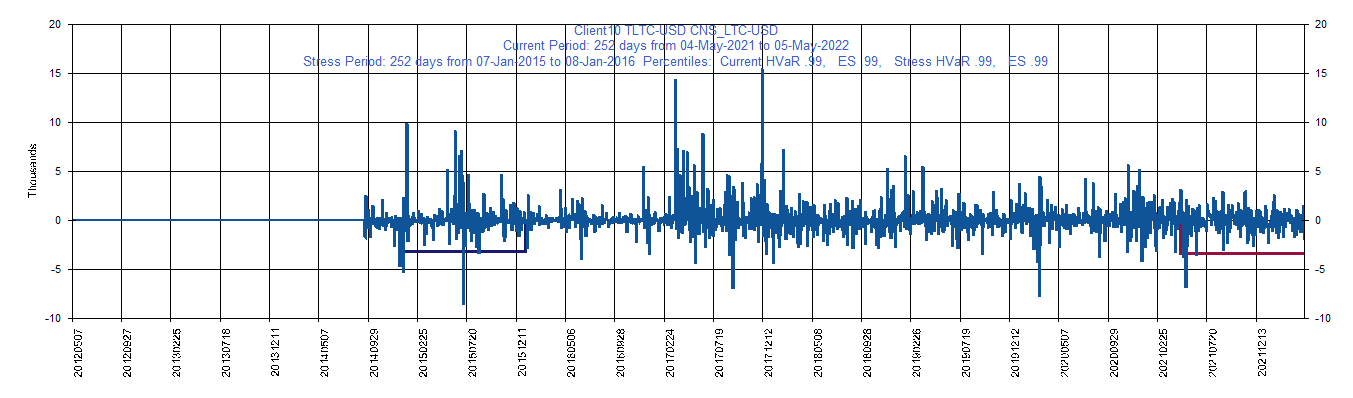 Client10 TLTC-USD CNS_LTC-USD
Current Period: 252 days from 04-May-2021 to 05-May-2022
Stress Period: 252 days from 07-Jan-2015 to 08-Jan-2016 Percentiles: Current HVaR .99, ES .99, Stress HVaR .99, ES .99
20 20
15 15
10 10
5 5
0 0
-5 -5
-10 -10
Thousands
20120507 20120927 20130225 20130718 20131211 20140507 20140929 20150225 20150720 20151211 20160506 20160928 20170224 20170719 20171212 20180508 20180928 20190226 20190719 20191212 20200507 20200929 20210225 20210720 20211213